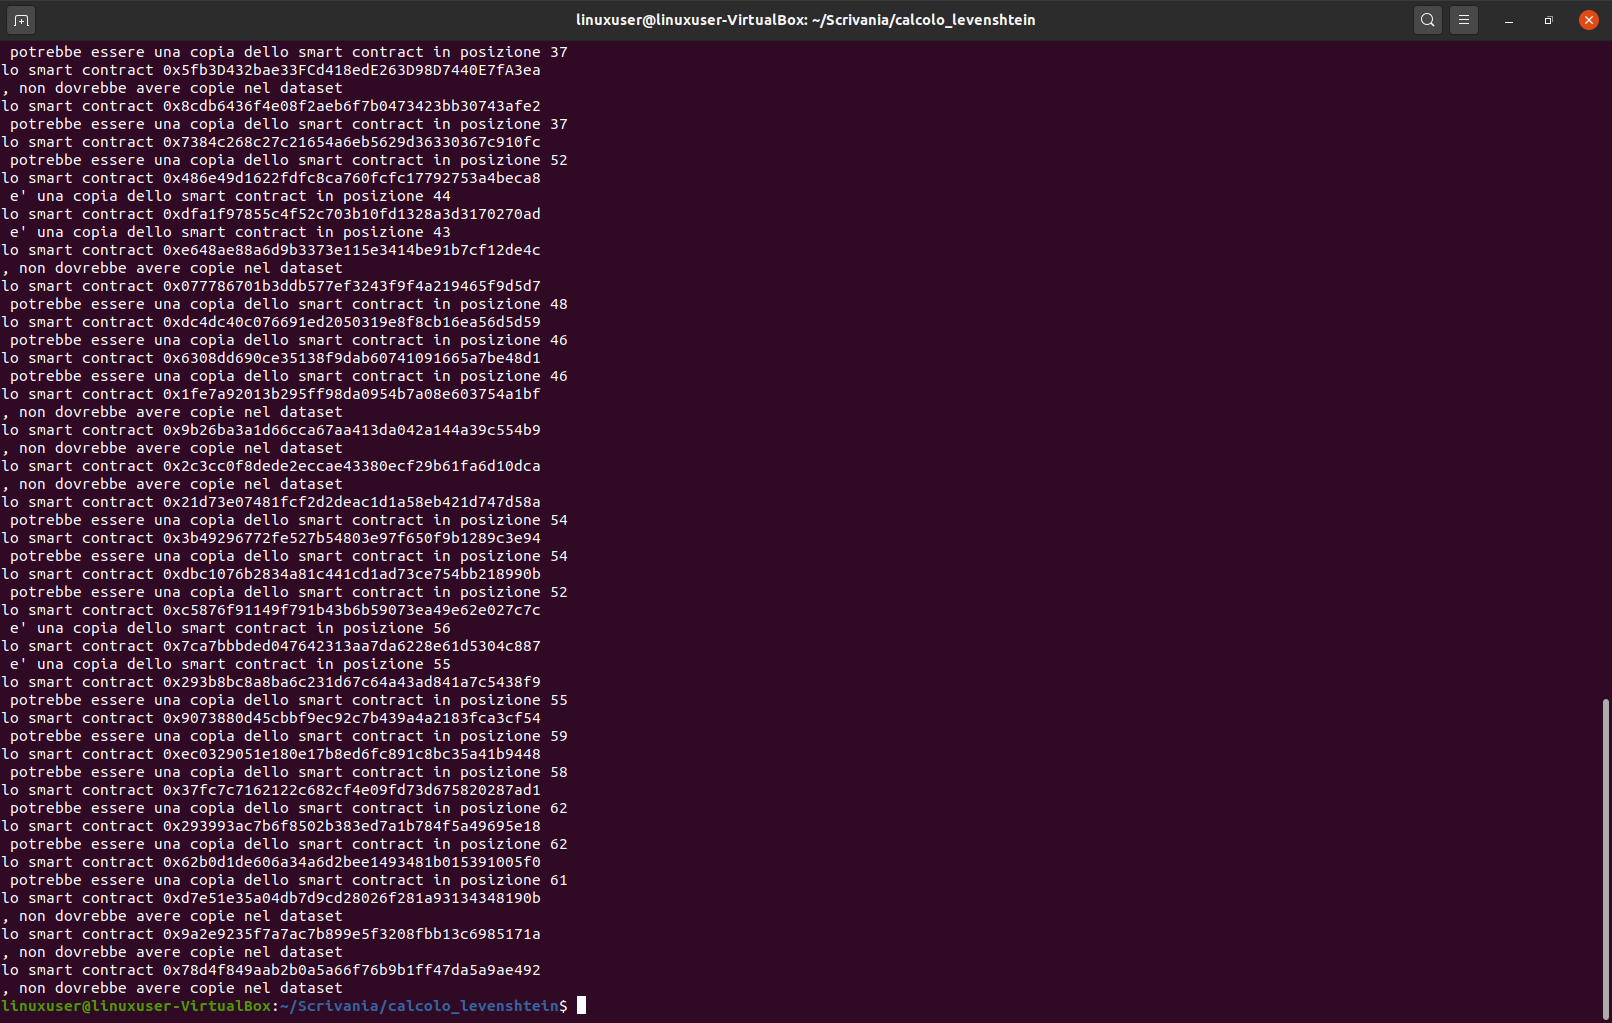 linuxuser@linuxuser-VirtualBox: ~/Scrivania/calcolo_levenshtein
potrebbe essere una copia dello smart contract in posizione 37
lo smart contract 0x5fb3D432bae33FCd418edE263D98D7440E7fA3ea
, non dovrebbe avere copie nel dataset
lo smart contract 0x8cdb6436f4e08f2aeb6f7b0473423bb30743afe2
potrebbe essere una copia dello smart contract in posizione 37
lo smart contract 0x7384c268c27c21654a6eb5629d36330367c910fc
potrebbe essere una copia dello smart contract in posizione 52
lo smart contract 0x486e49d1622fdfc8ca760fcfc17792753a4beca8
e' una copia dello smart contract in posizione 44
lo smart contract 0xdfa1f97855c4f52c703b10fd1328a3d3170270ad
e' una copia dello smart contract in posizione 43
lo smart contract 0xe648ae88a6d9b3373e115e3414be91b7cf12de4c
, non dovrebbe avere copie nel dataset
lo smart contract 0x077786701b3ddb577ef3243f9f4a219465f9d5d7
potrebbe essere una copia dello smart contract in posizione 48
lo smart contract 0xdc4dc40c076691ed2050319e8f8cb16ea56d5d59
potrebbe essere una copia dello smart contract in posizione 46
lo smart contract 0x6308dd690ce35138f9dab60741091665a7be48d1
potrebbe essere una copia dello smart contract in posizione 46
lo smart contract 0x1fe7a92013b295ff98da0954b7a08e603754a1bf
, non dovrebbe avere copie nel dataset
lo smart contract 0x9b26ba3a1d66cca67aa413da042a144a39c554b9
, non dovrebbe avere copie nel dataset
lo smart contract 0x2c3cc0f8dede2eccae43380ecf29b61fa6d10dca
, non dovrebbe avere copie nel dataset
lo smart contract 0x21d73e07481fcf2d2deac1d1a58eb421d747d58a
potrebbe essere una copia dello smart contract in posizione 54
lo smart contract 0x3b49296772fe527b54803e97f650f9b1289c3e94
potrebbe essere una copia dello smart contract in posizione 54
lo smart contract 0xdbc1076b2834a81c441cd1ad73ce754bb218990b
potrebbe essere una copia dello smart contract in posizione 52
lo smart contract 0xc5876f91149f791b43b6b59073ea49e62e027c7c
e' una copia dello smart contract in posizione 56
lo smart contract 0x7ca7bbbded047642313aa7da6228e61d5304c887
e' una copia dello smart contract in posizione 55
lo smart contract 0x293b8bc8a8ba6c231d67c64a43ad841a7c5438f9
potrebbe essere una copia dello smart contract in posizione 55
lo smart contract 0x9073880d45cbbf9ec92c7b439a4a2183fca3cf54
potrebbe essere una copia dello smart contract in posizione 59
lo smart contract 0xec0329051e180e17b8ed6fc891c8bc35a41b9448
potrebbe essere una copia dello smart contract in posizione 58
lo smart contract 0x37fc7c7162122c682cf4e09fd73d675820287ad1
potrebbe essere una copia dello smart contract in posizione 62
lo smart contract 0x293993ac7b6f8502b383ed7a1b784f5a49695e18
potrebbe essere una copia dello smart contract in posizione 62
lo smart contract 0x62b0d1de606a34a6d2bee1493481b015391005f0
potrebbe essere una copia dello smart contract in posizione 61
lo smart contract 0xd7e51e35a04db7d9cd28026f281a93134348190b
, non dovrebbe avere copie nel dataset
lo smart contract 0x9a2e9235f7a7ac7b899e5f3208fbb13c6985171a
, non dovrebbe avere copie nel dataset
lo smart contract 0x78d4f849aab2b0a5a66f76b9b1ff47da5a9ae492
, non dovrebbe avere copie nel dataset
linuxuser@linuxuser-VirtualBox:~/Scrivania/calcolo_levenshtein$